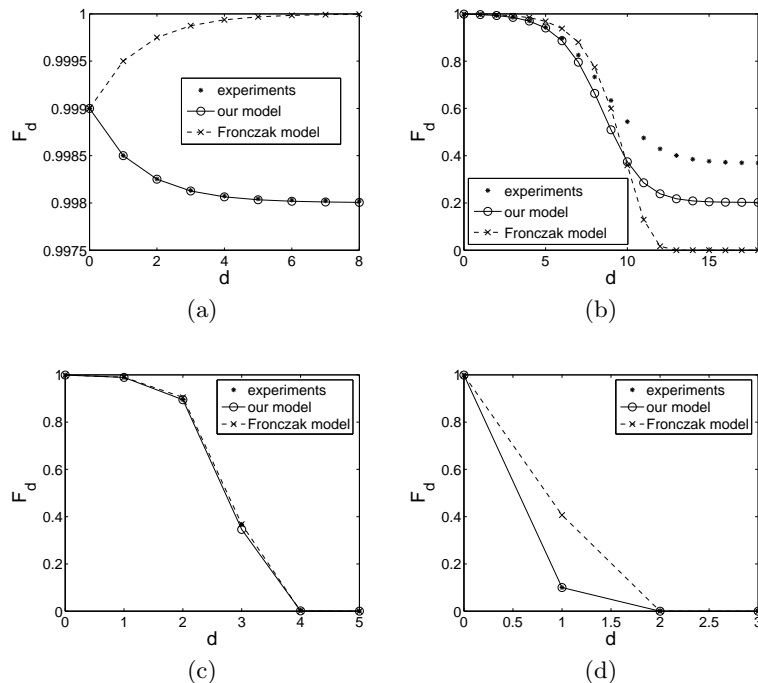 1
0.9995
0.999
0.9985
0.998
0.9975
F_d
0 2 4 6 8
d
experiments
our model
Fronczak model
(a)
1
0.8
0.6
0.4
0.2
0
F_d
0 5 10 15
d
experiments
our model
Fronczak model
(b)
1
0.8
0.6
0.4
0.2
0
F_d
0 1 2 3 4 5
d
experiments
our model
Fronczak model
(c)
1
0.8
0.6
0.4
0.2
0
F_d
0 0.5 1 1.5 2 2.5 3
d
experiments
our model
Fronczak model
(d)